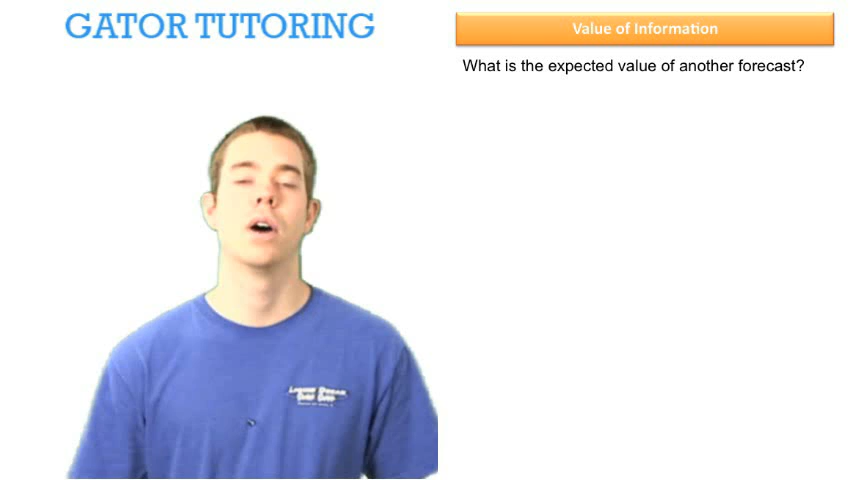 GATOR TUTORING
Value of Information
What is the expected value of another forecast?